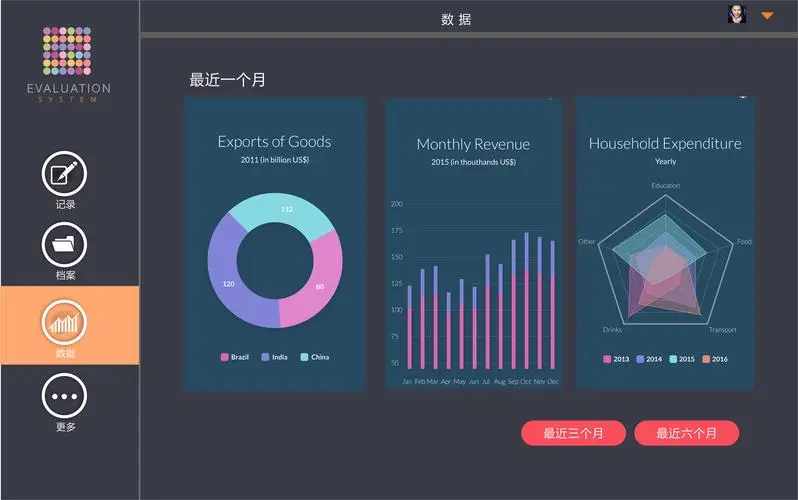 数 据
EVALUATION
SYSTEM
记录
档案
数据
更多
最近一个月
Exports of Goods
2011 (in billion US$)
112
120
80
Brazil India China
Monthly Revenue
2015 (in thouthands US$)
200
175
150
125
100
75
50
Jan Feb Mar Apr May Jun Jul Aug Sep Oct Nov Dec
Household Expenditure
Yearly
Education
Other
Food
Drinks
Transport
2013 2014 2015 2016
最近三个月
最近六个月